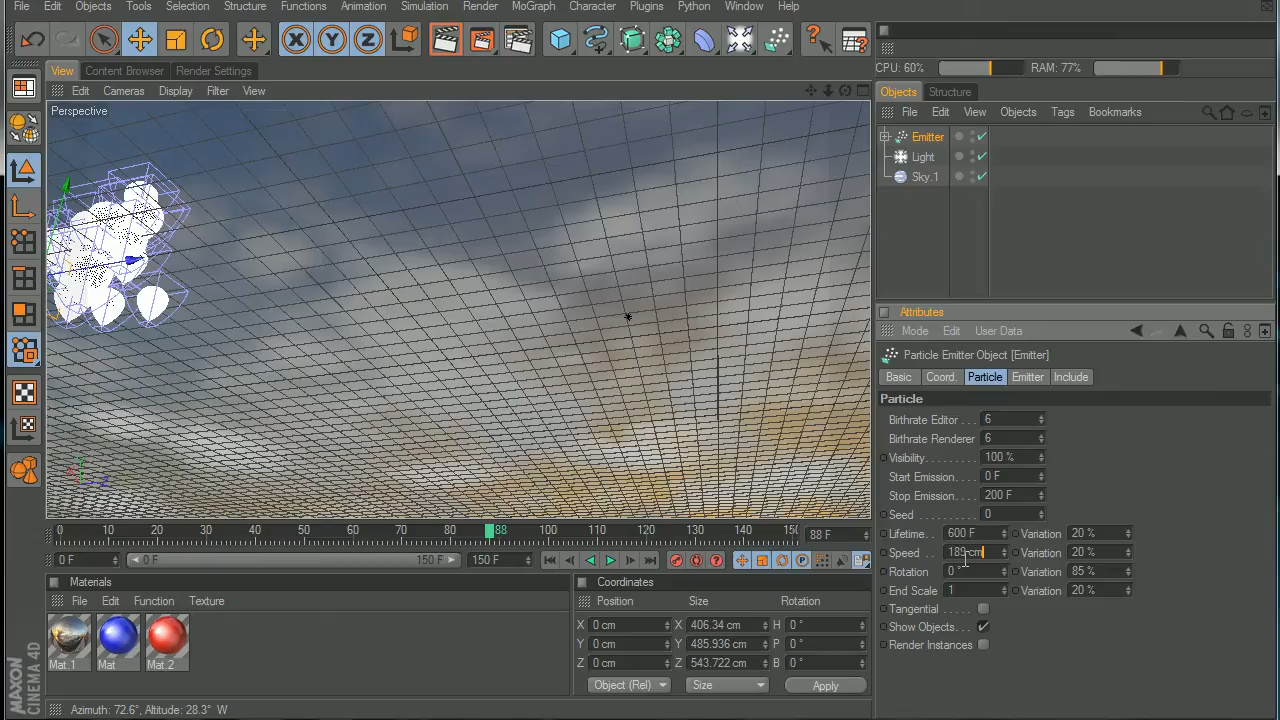 File Edit Objects Tools Selection Structure Functions Animation Simulation Render MoGraph Character Plugins Python Window Help
X Y Z
CPU: 60% RAM: 77%
View Content Browser Render Settings
Edit Cameras Display Filter View
Perspective
Objects Structure
File Edit View Objects Tags Bookmarks
Emitter
Light
Sky.1
Attributes
Mode Edit User Data
Particle Emitter Object [Emitter]
Basic Coord. Particle Emitter Include
Particle
Birthrate Editor . . . 6
Birthrate Renderer 6
Visibility. . . . . . . . . 100 %
Start Emission. . . . 0 F
Stop Emission. . . . 200 F
Seed . . . . . . . . . . 0
Lifetime. . . 600 F Variation 20 %
Speed . . 189 cm Variation 20 %
Rotation 0 ° Variation 85 %
End Scale 1 Variation 20 %
Tangential . . . . .
Show Objects. . .
Render Instances
0 10 20 30 40 50 60 70 80 88 100 110 120 130 140 150 88 F
0 F 0 F 150 F 150 F
Materials
File Edit Function Texture
Mat.1 Mat Mat.2
Coordinates
Position Size Rotation
X 0 cm X 406.34 cm H 0 °
Y 0 cm Y 485.936 cm P 0 °
Z 0 cm Z 543.722 cm B 0 °
Object (Rel) Size Apply
MAXON
CINEMA 4D
Azimuth: 72.6°, Altitude: 28.3° W